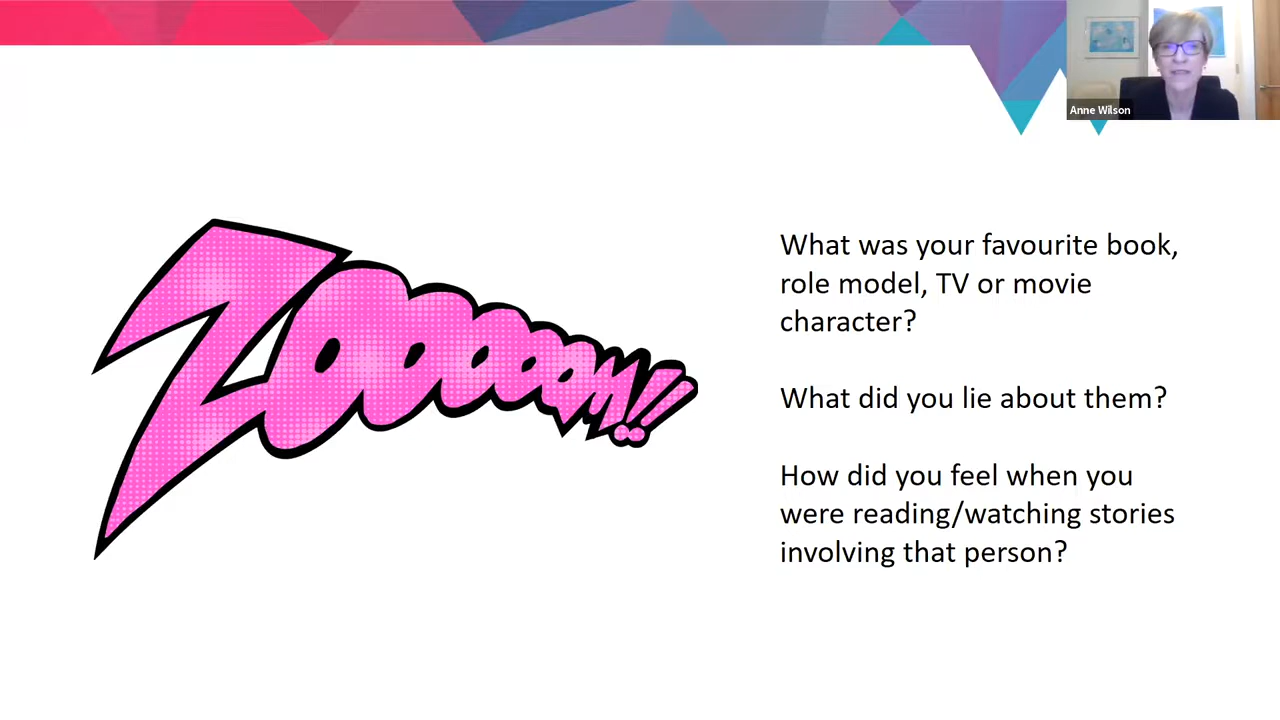 Anne Wilson
ZOOOOOM!!
What was your favourite book,
role model, TV or movie
character?
What did you lie about them?
How did you feel when you
were reading/watching stories
involving that person?